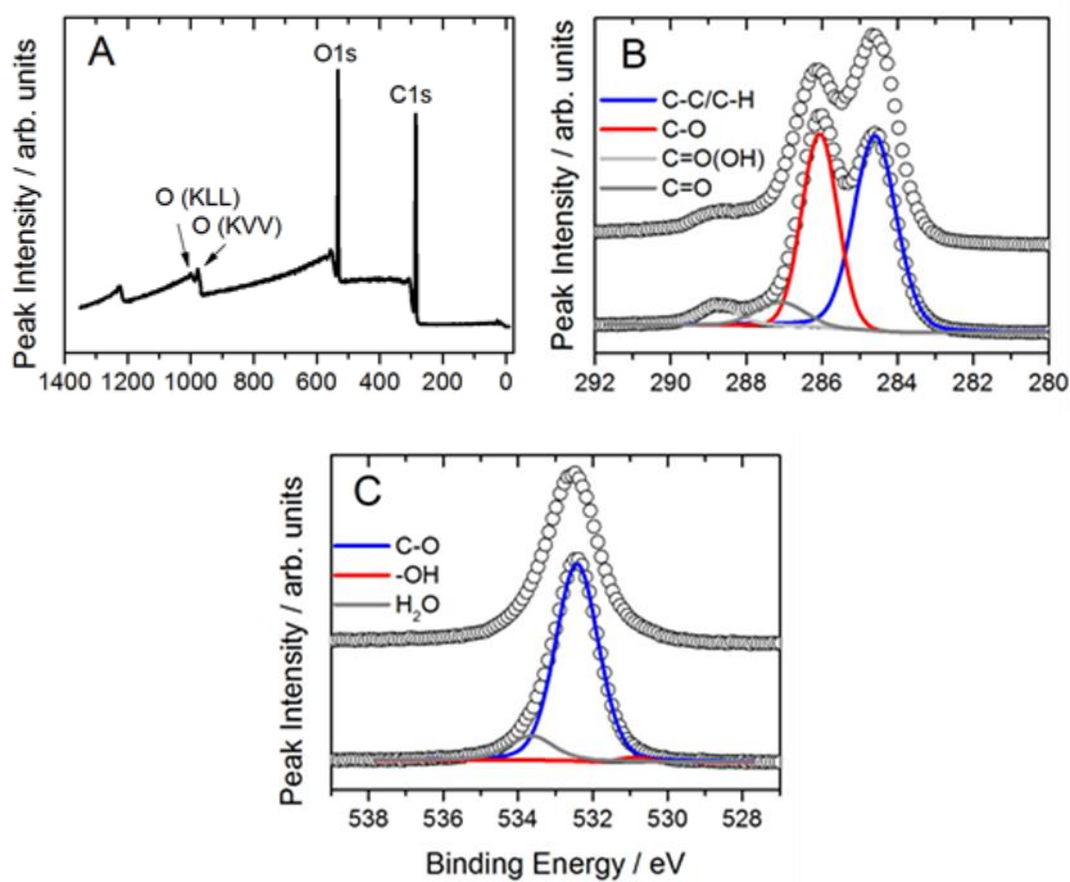 A
O1s
C1s
O (KLL)
O (KVV)
Peak Intensity / arb. units
1400 1200 1000 800 600 400 200 0
B
C-C/C-H
C-O
C=O(OH)
C=O
Peak Intensity / arb. units
292 290 288 286 284 282 280
C
C-O
-OH
H₂O
Peak Intensity / arb. units
538 536 534 532 530 528
Binding Energy / eV